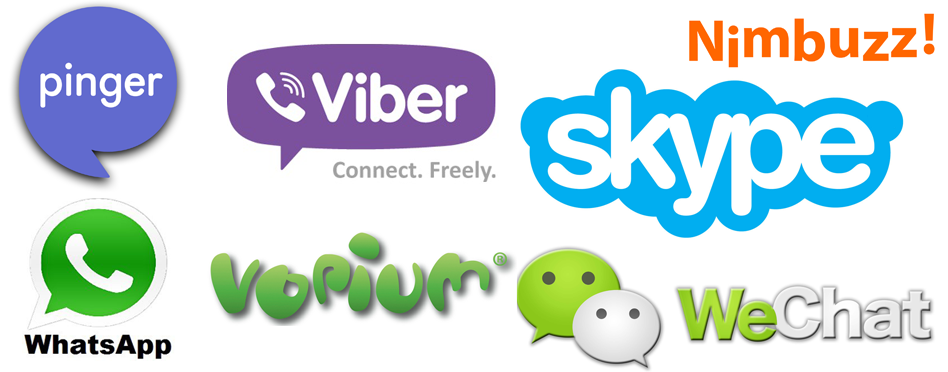 pinger
Viber
Connect. Freely.
Nimbuzz!
skype
WhatsApp
vopium®
WeChat